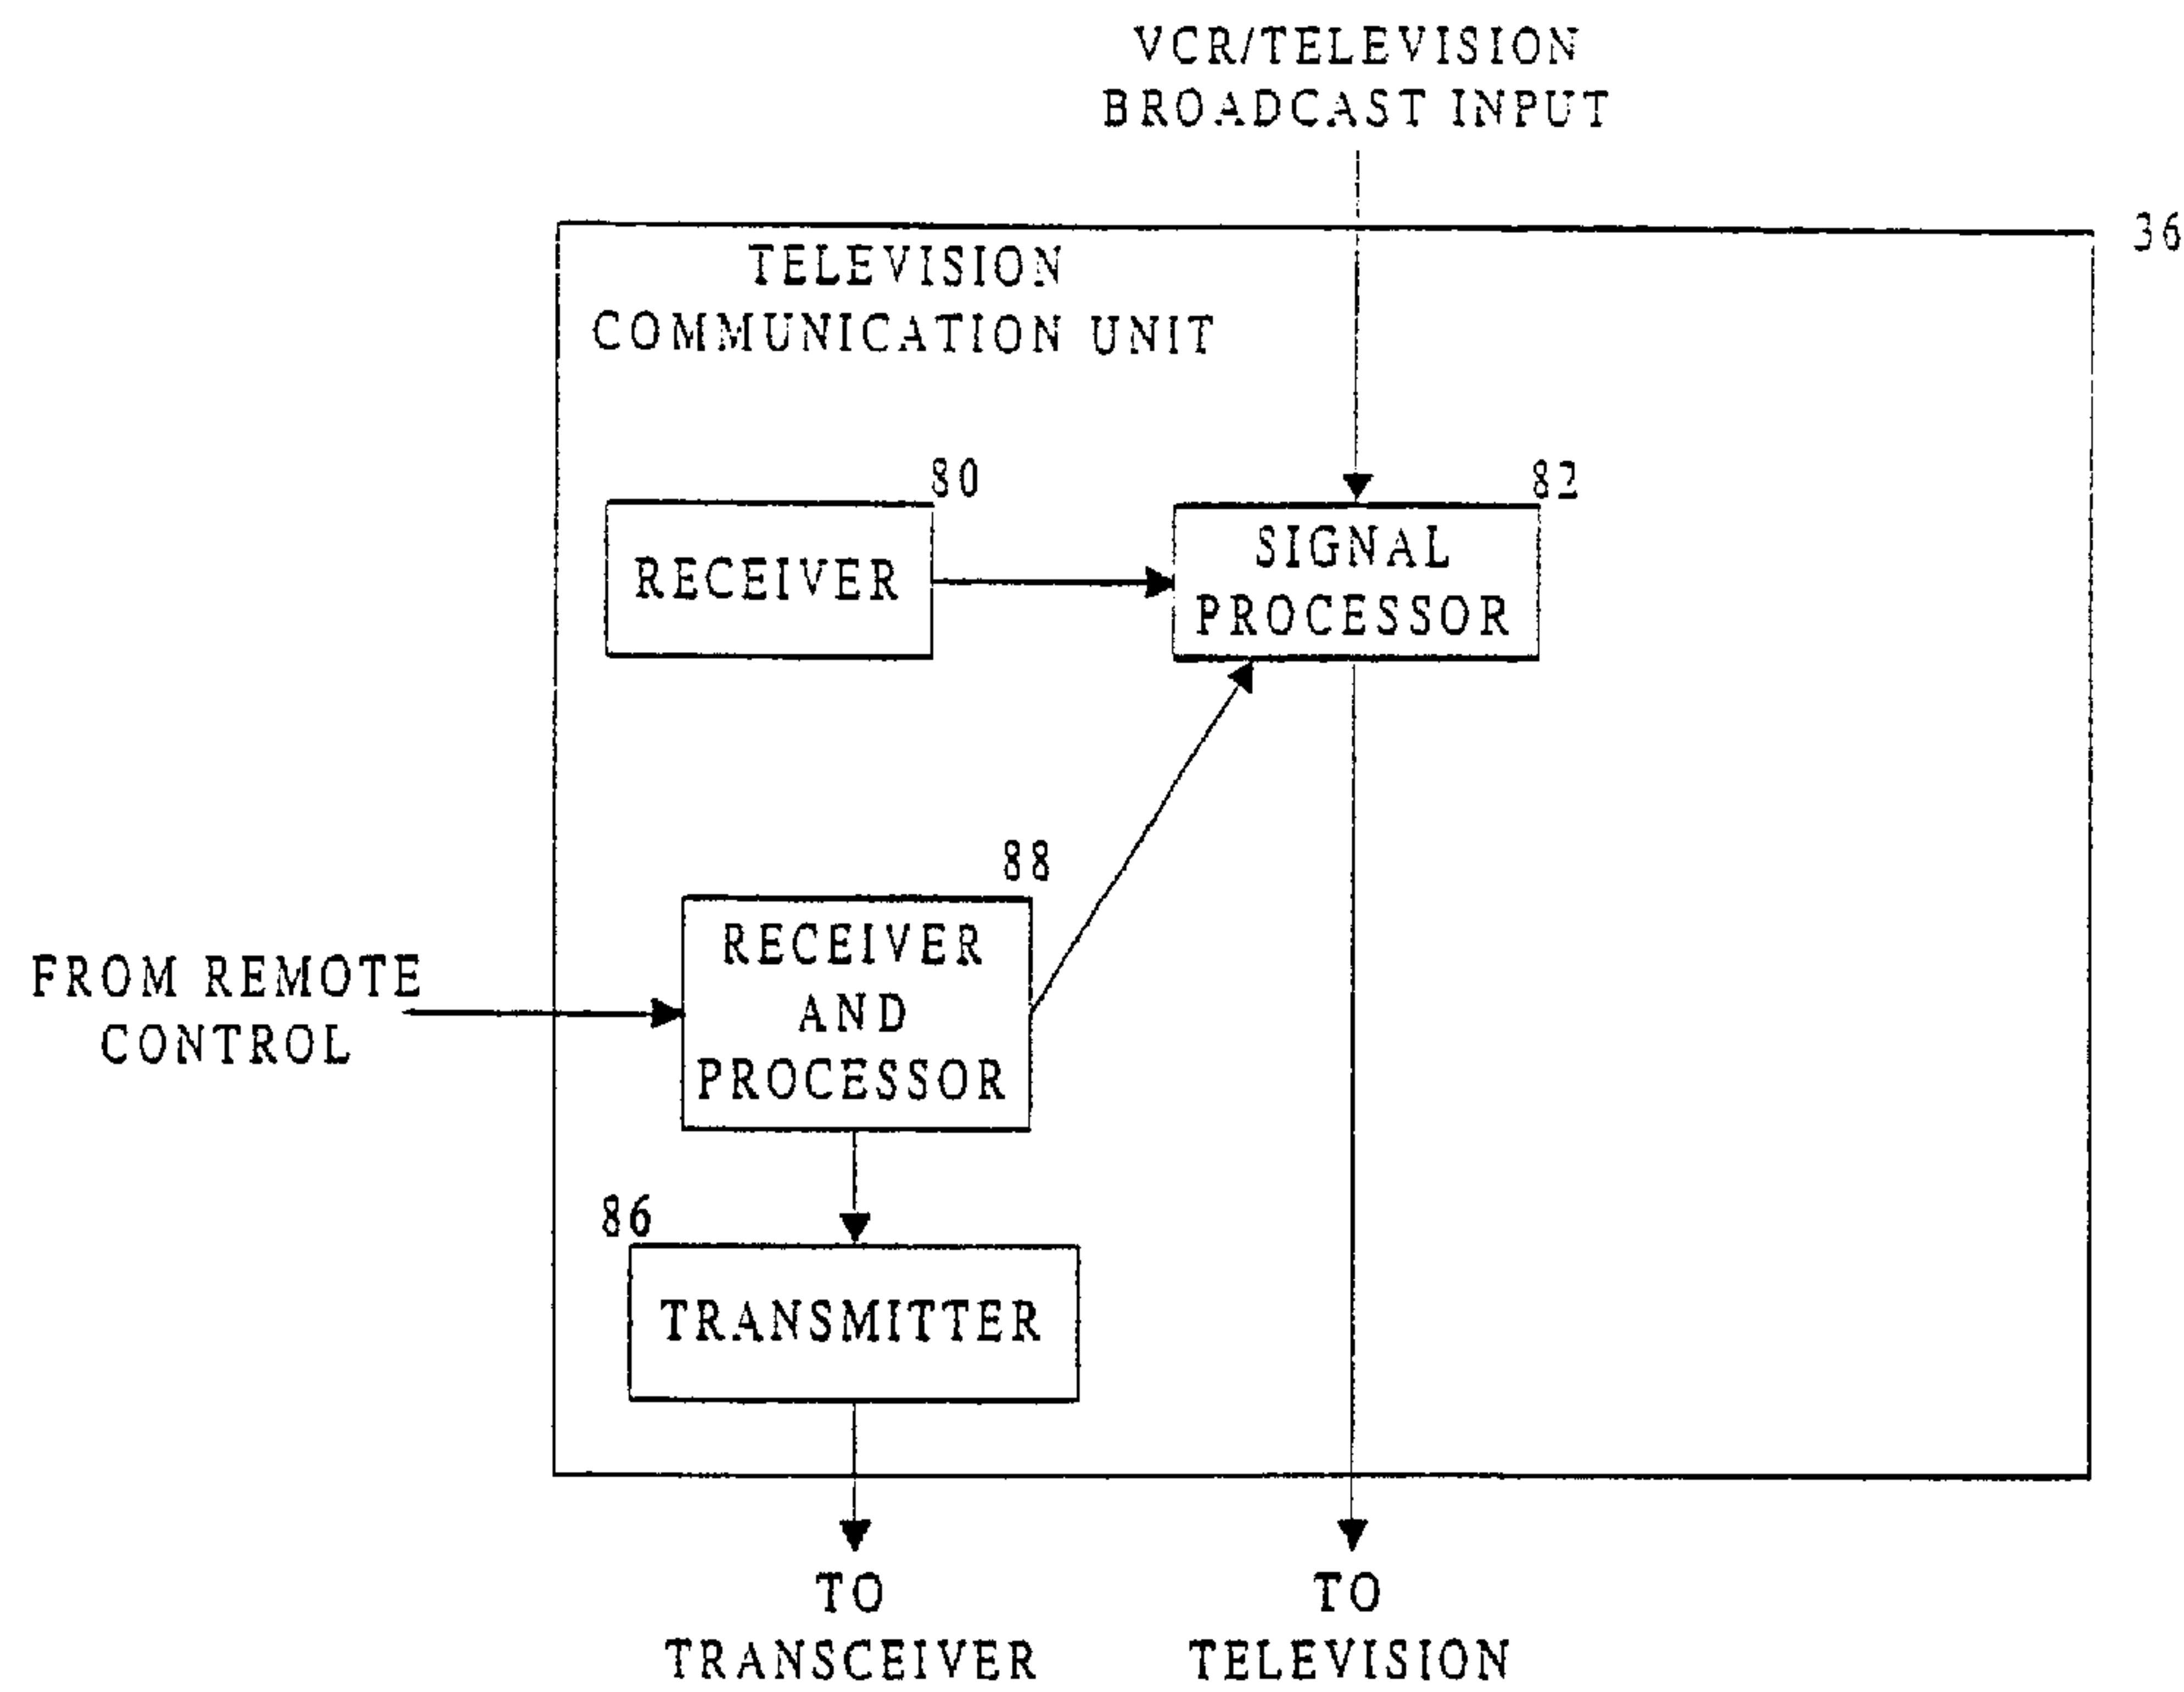 VCR/TELEVISION
BROADCAST INPUT
36
TELEVISION
COMMUNICATION UNIT
80
82
RECEIVER
SIGNAL
PROCESSOR
88
RECEIVER
AND
PROCESSOR
FROM REMOTE
CONTROL
86
TRANSMITTER
TO
TRANSCEIVER
TO
TELEVISION